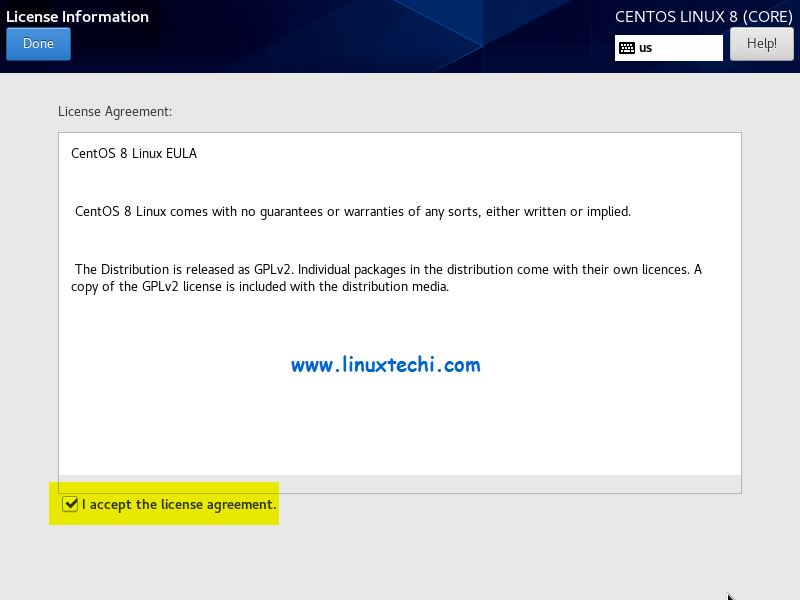 License Information
CENTOS LINUX 8 (CORE)
Done
us
Help!
License Agreement:
CentOS 8 Linux EULA
CentOS 8 Linux comes with no guarantees or warranties of any sorts, either written or implied.
The Distribution is released as GPLv2. Individual packages in the distribution come with their own licences. A
copy of the GPLv2 license is included with the distribution media.
www.linuxtechi.com
I accept the license agreement.